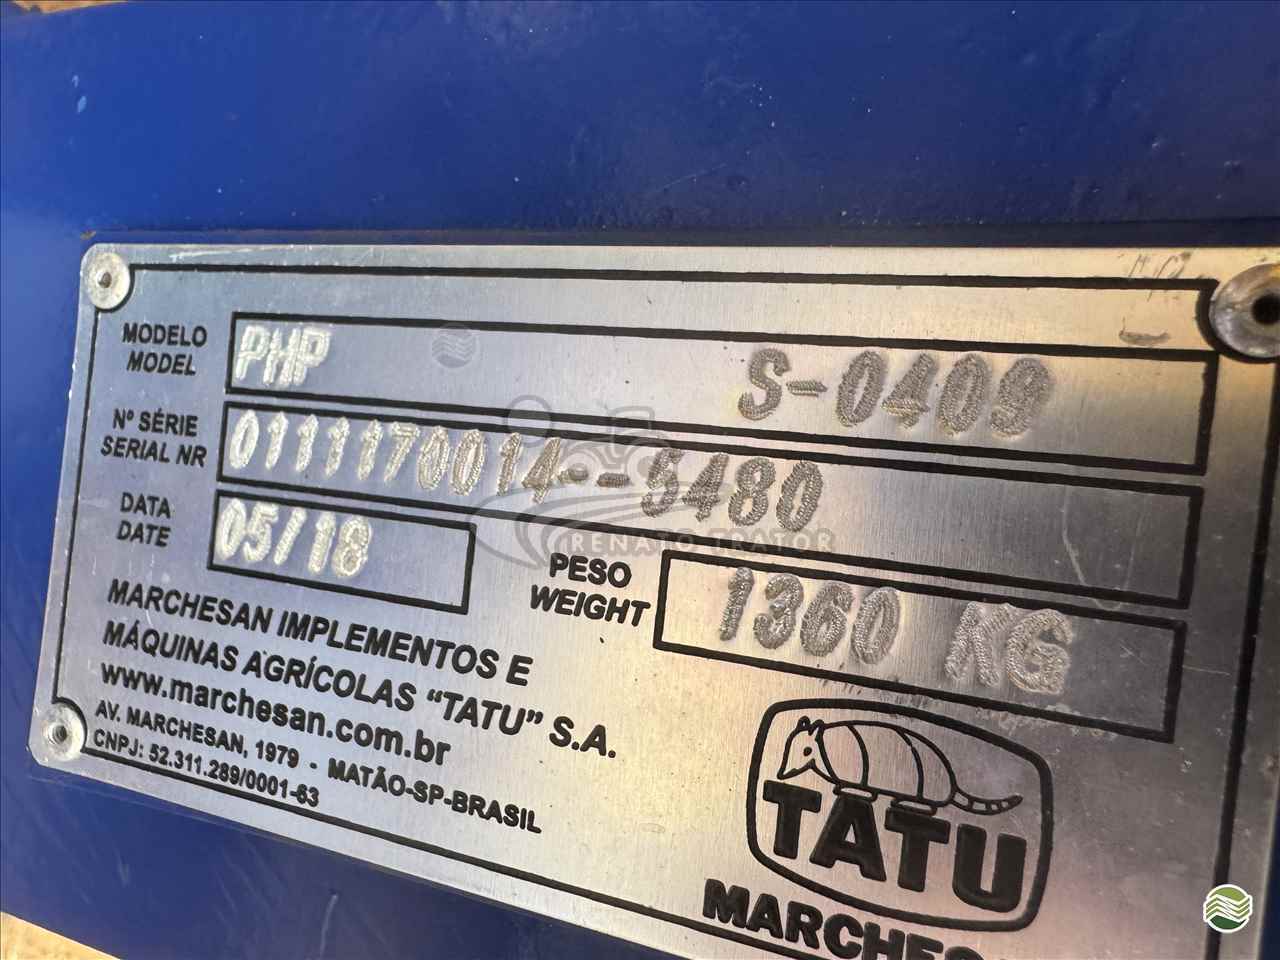 MODELO
MODEL
PHP S-0409
Nº SÉRIE
SERIAL NR
0111170014--5480
DATA
DATE
05/18
PESO
WEIGHT
1360 KG
MARCHESAN IMPLEMENTOS E
MÁQUINAS AGRÍCOLAS “TATU” S.A.
www.marchesan.com.br
AV. MARCHESAN, 1979 - MATÃO-SP-BRASIL
CNPJ: 52.311.289/0001-63
TATU
MARCHES
RENATO TRATOR